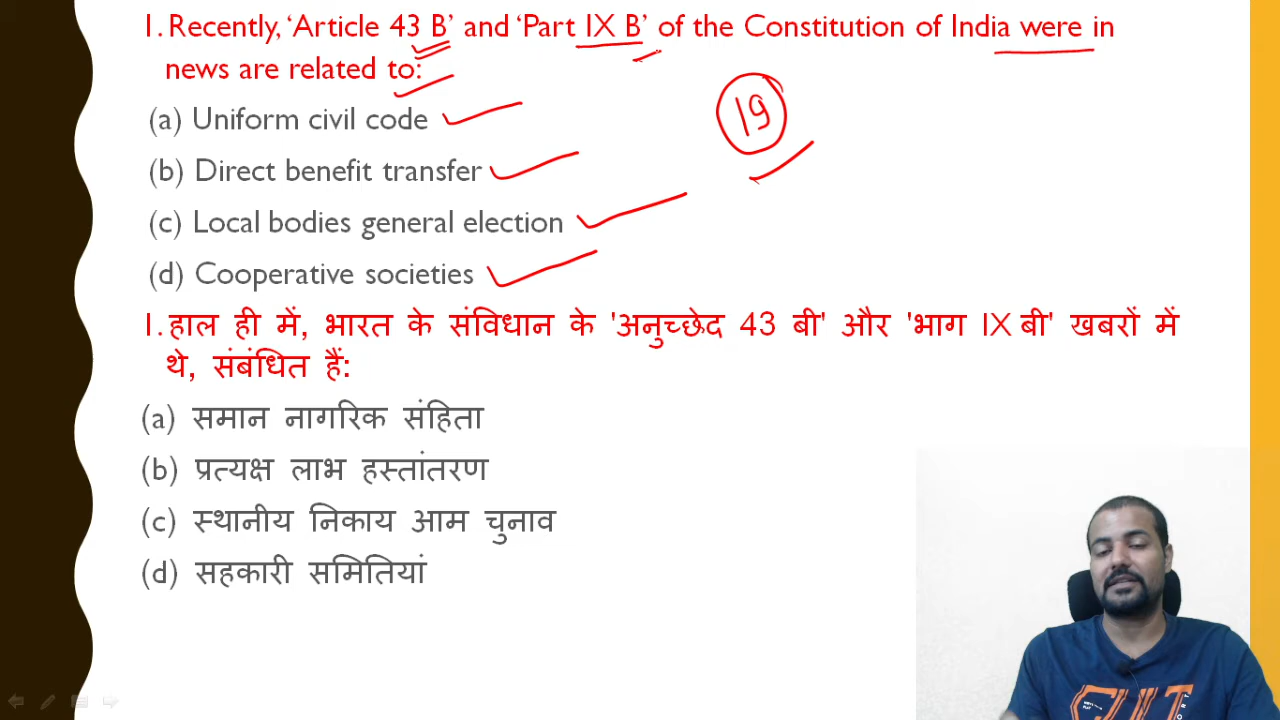 1. Recently, ‘Article 43 B’ and ‘Part IX B’ of the Constitution of India were in
news are related to:
19
(a) Uniform civil code
(b) Direct benefit transfer
(c) Local bodies general election
(d) Cooperative societies
1. हाल ही में, भारत के संविधान के 'अनुच्छेद 43 बी' और 'भाग IX बी' खबरों में
थे, संबंधित हैं:
(a) समान नागरिक संहिता
(b) प्रत्यक्ष लाभ हस्तांतरण
(c) स्थानीय निकाय आम चुनाव
(d) सहकारी समितियां